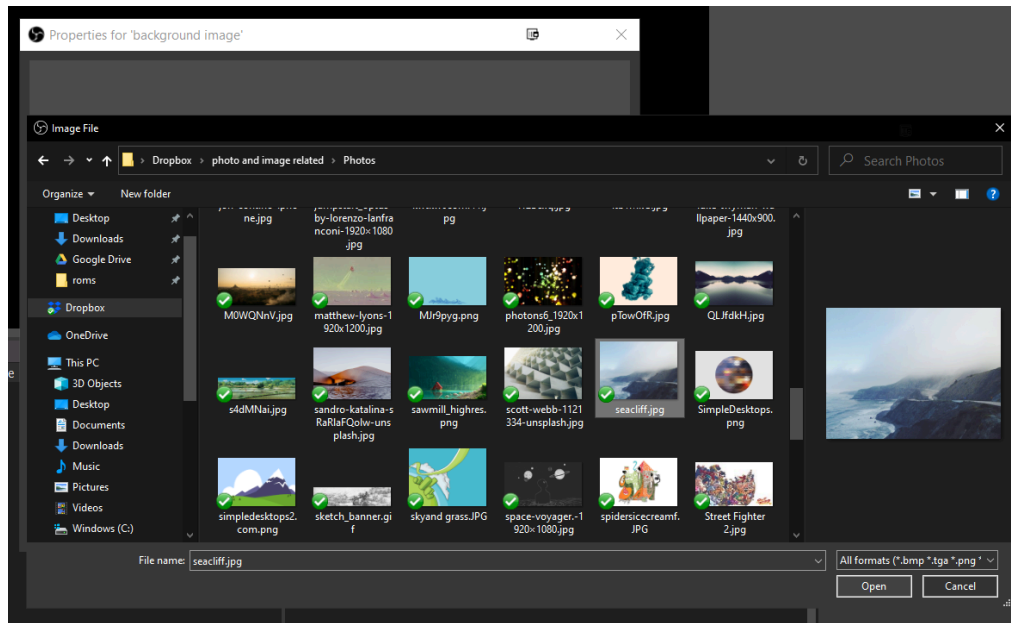 Properties for 'background image'
Image File
Dropbox > photo and image related > Photos
Search Photos
Organize
New folder
Desktop
Downloads
Google Drive
roms
Dropbox
OneDrive
This PC
3D Objects
Desktop
Documents
Downloads
Music
Pictures
Videos
Windows (C:)
ne.jpg
by-lorenzo-lanfra
nconi-1920×1080
.jpg
pg
llpaper-1440x900.
jpg
M0WQNnV.jpg
matthew-lyons-1
920x1200.jpg
MJr9pyg.png
photons6_1920x1
200.jpg
pTowOfR.jpg
QLJfdkH.jpg
s4dMNai.jpg
sandro-katalina-s
RaRlaFQolw-uns
plash.jpg
sawmill_highres.
png
scott-webb-1121
334-unsplash.jpg
seacliff.jpg
SimpleDesktops.
png
simpledesktops2.
com.png
sketch_banner.gi
f
skyand grass.JPG
space-voyager.-1
920×1080.jpg
spidersicecreamf.
JPG
Street Fighter
2.jpg
File name: seacliff.jpg
All formats (*.bmp *.tga *.png *
Open
Cancel